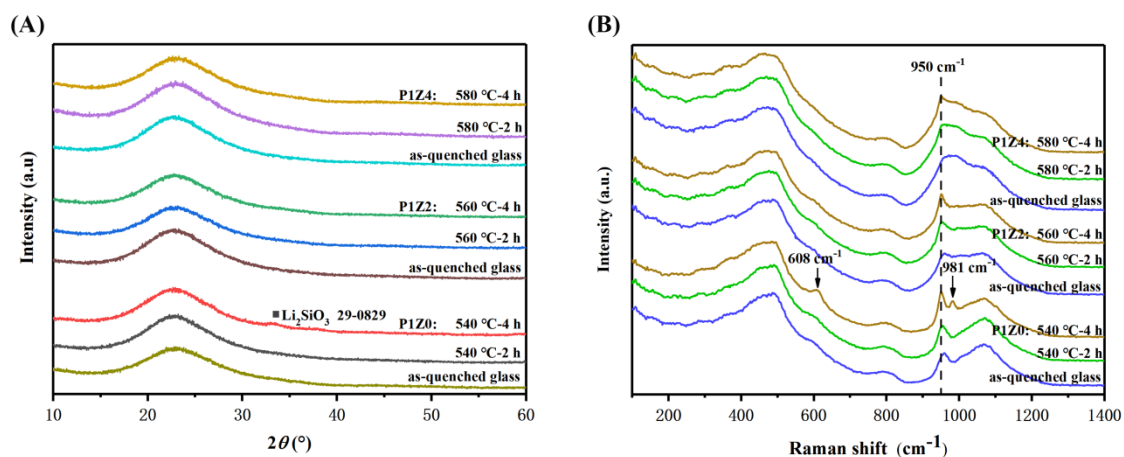 (A)
P1Z4: 580 ℃-4 h
580 ℃-2 h
as-quenched glass
P1Z2: 560 ℃-4 h
560 ℃-2 h
as-quenched glass
■Li₂SiO₃ 29-0829
P1Z0: 540 ℃-4 h
540 ℃-2 h
as-quenched glass
Intensity (a.u.)
10 20 30 40 50 60
2θ (°)
(B)
950 cm⁻¹
P1Z4: 580 ℃-4 h
580 ℃-2 h
as-quenched glass
P1Z2: 560 ℃-4 h
560 ℃-2 h
608 cm⁻¹
as-quenched glass
981 cm⁻¹
P1Z0: 540 ℃-4 h
540 ℃-2 h
as-quenched glass
Intensity (a.u.)
200 400 600 800 1000 1200 1400
Raman shift (cm⁻¹)